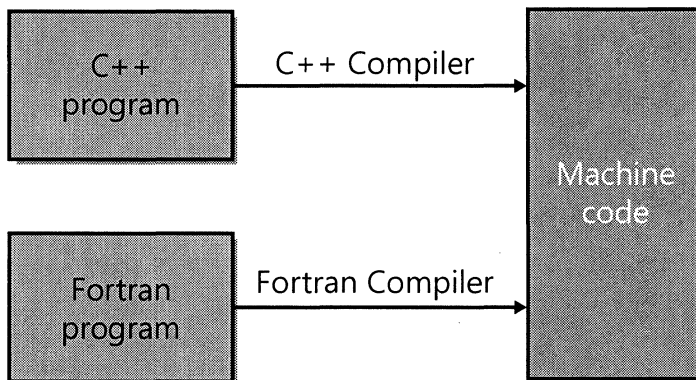 C++
program
C++ Compiler
Machine
code
Fortran
program
Fortran Compiler